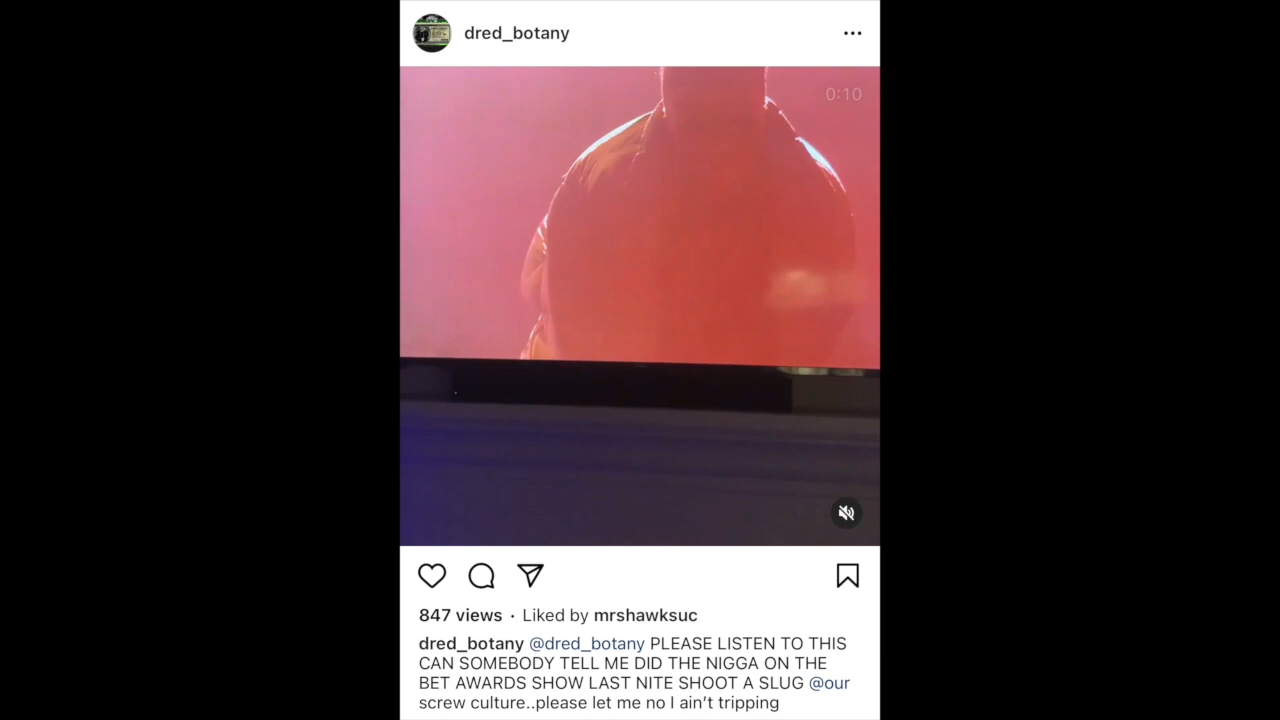 dred_botany
0:10
847 views · Liked by mrshawksuc
dred_botany @dred_botany PLEASE LISTEN TO THIS
CAN SOMEBODY TELL ME DID THE NIGGA ON THE
BET AWARDS SHOW LAST NITE SHOOT A SLUG @our
screw culture..please let me no I ain’t tripping